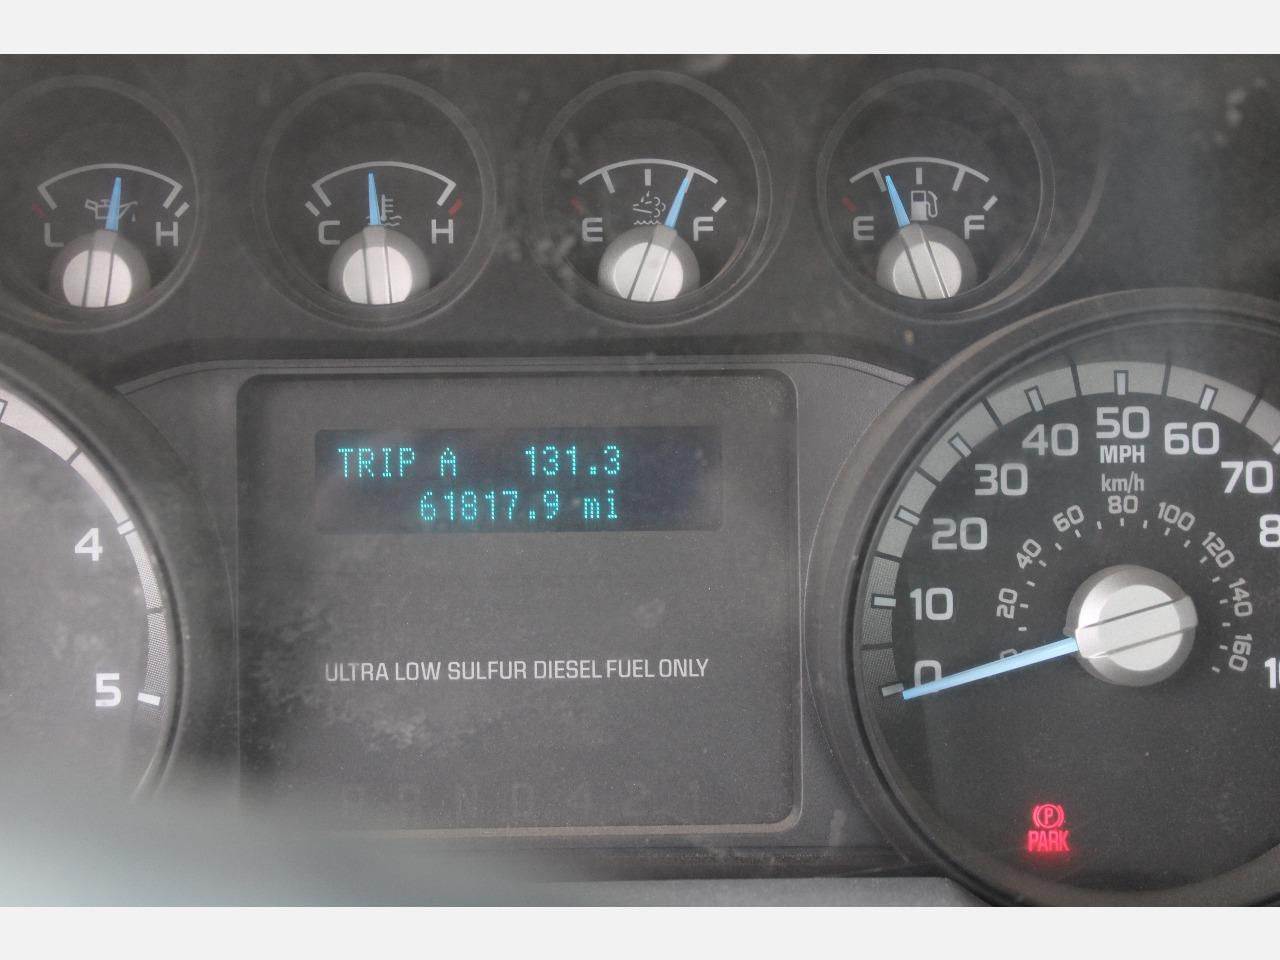 L H
C H
E F
E F
TRIP A 131.3
61817.9 mi
4
5
ULTRA LOW SULFUR DIESEL FUEL ONLY
0
10
20
30
40
50
60
70
MPH
km/h
20
40
60
80
100
120
140
160
P
PARK